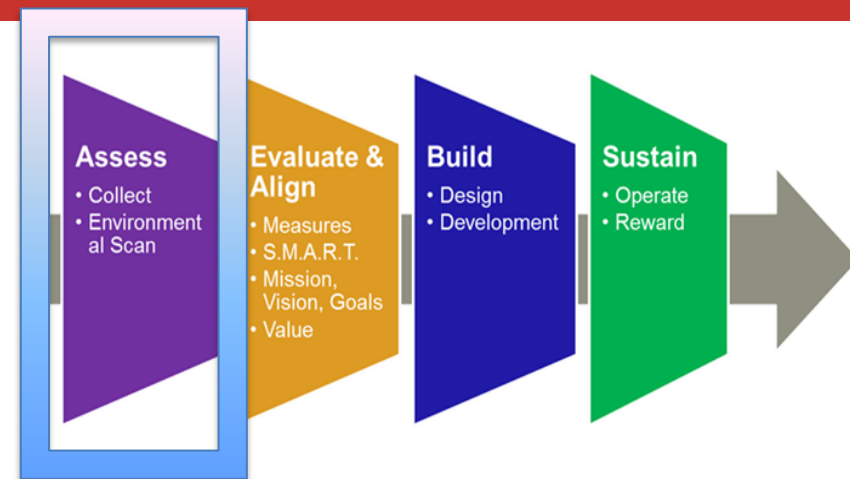 Assess
• Collect
• Environment
al Scan
Evaluate &
Align
• Measures
• S.M.A.R.T.
• Mission,
Vision, Goals
• Value
Build
• Design
• Development
Sustain
• Operate
• Reward